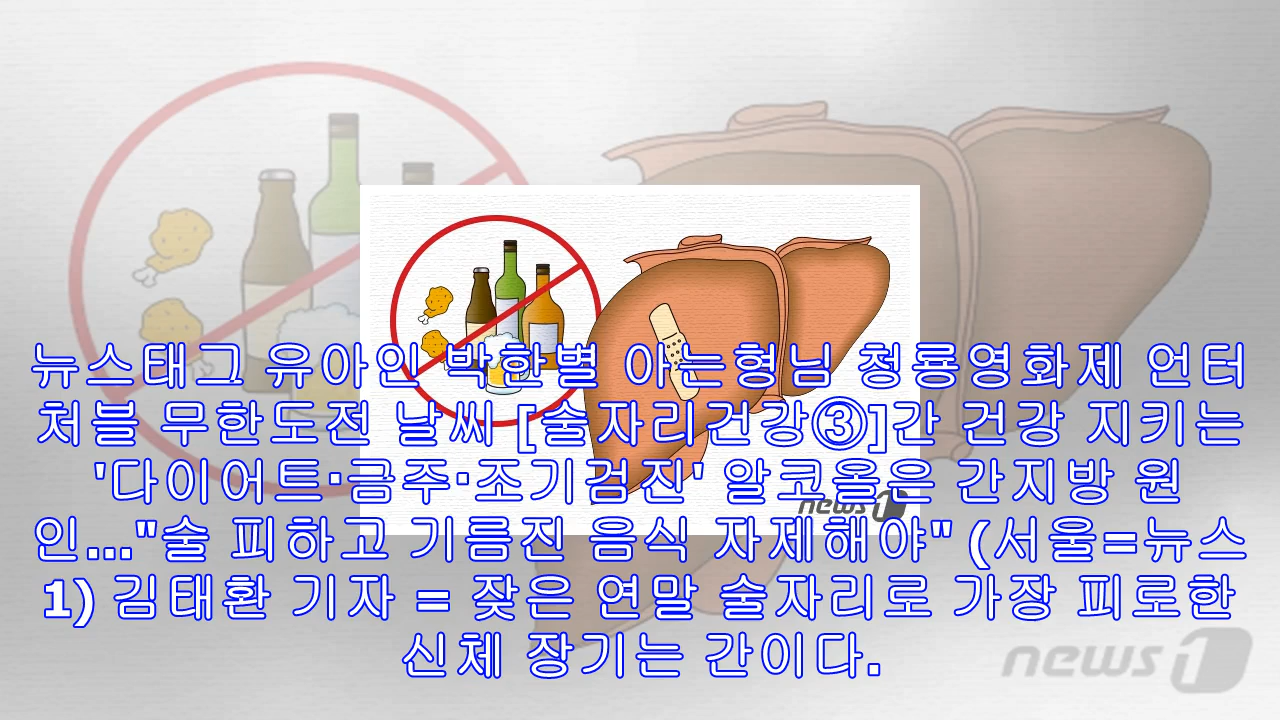 뉴스태그 유아인 박한별 아는형님 청룡영화제 언터
처블 무한도전 날씨 [술자리건강③]간 건강 지키는
'다이어트·금주·조기검진' 알코올은 간지방 원
인..."술 피하고 기름진 음식 자제해야" (서울=뉴스
1) 김태환 기자 = 잦은 연말 술자리로 가장 피로한
신체 장기는 간이다.
news1
news1